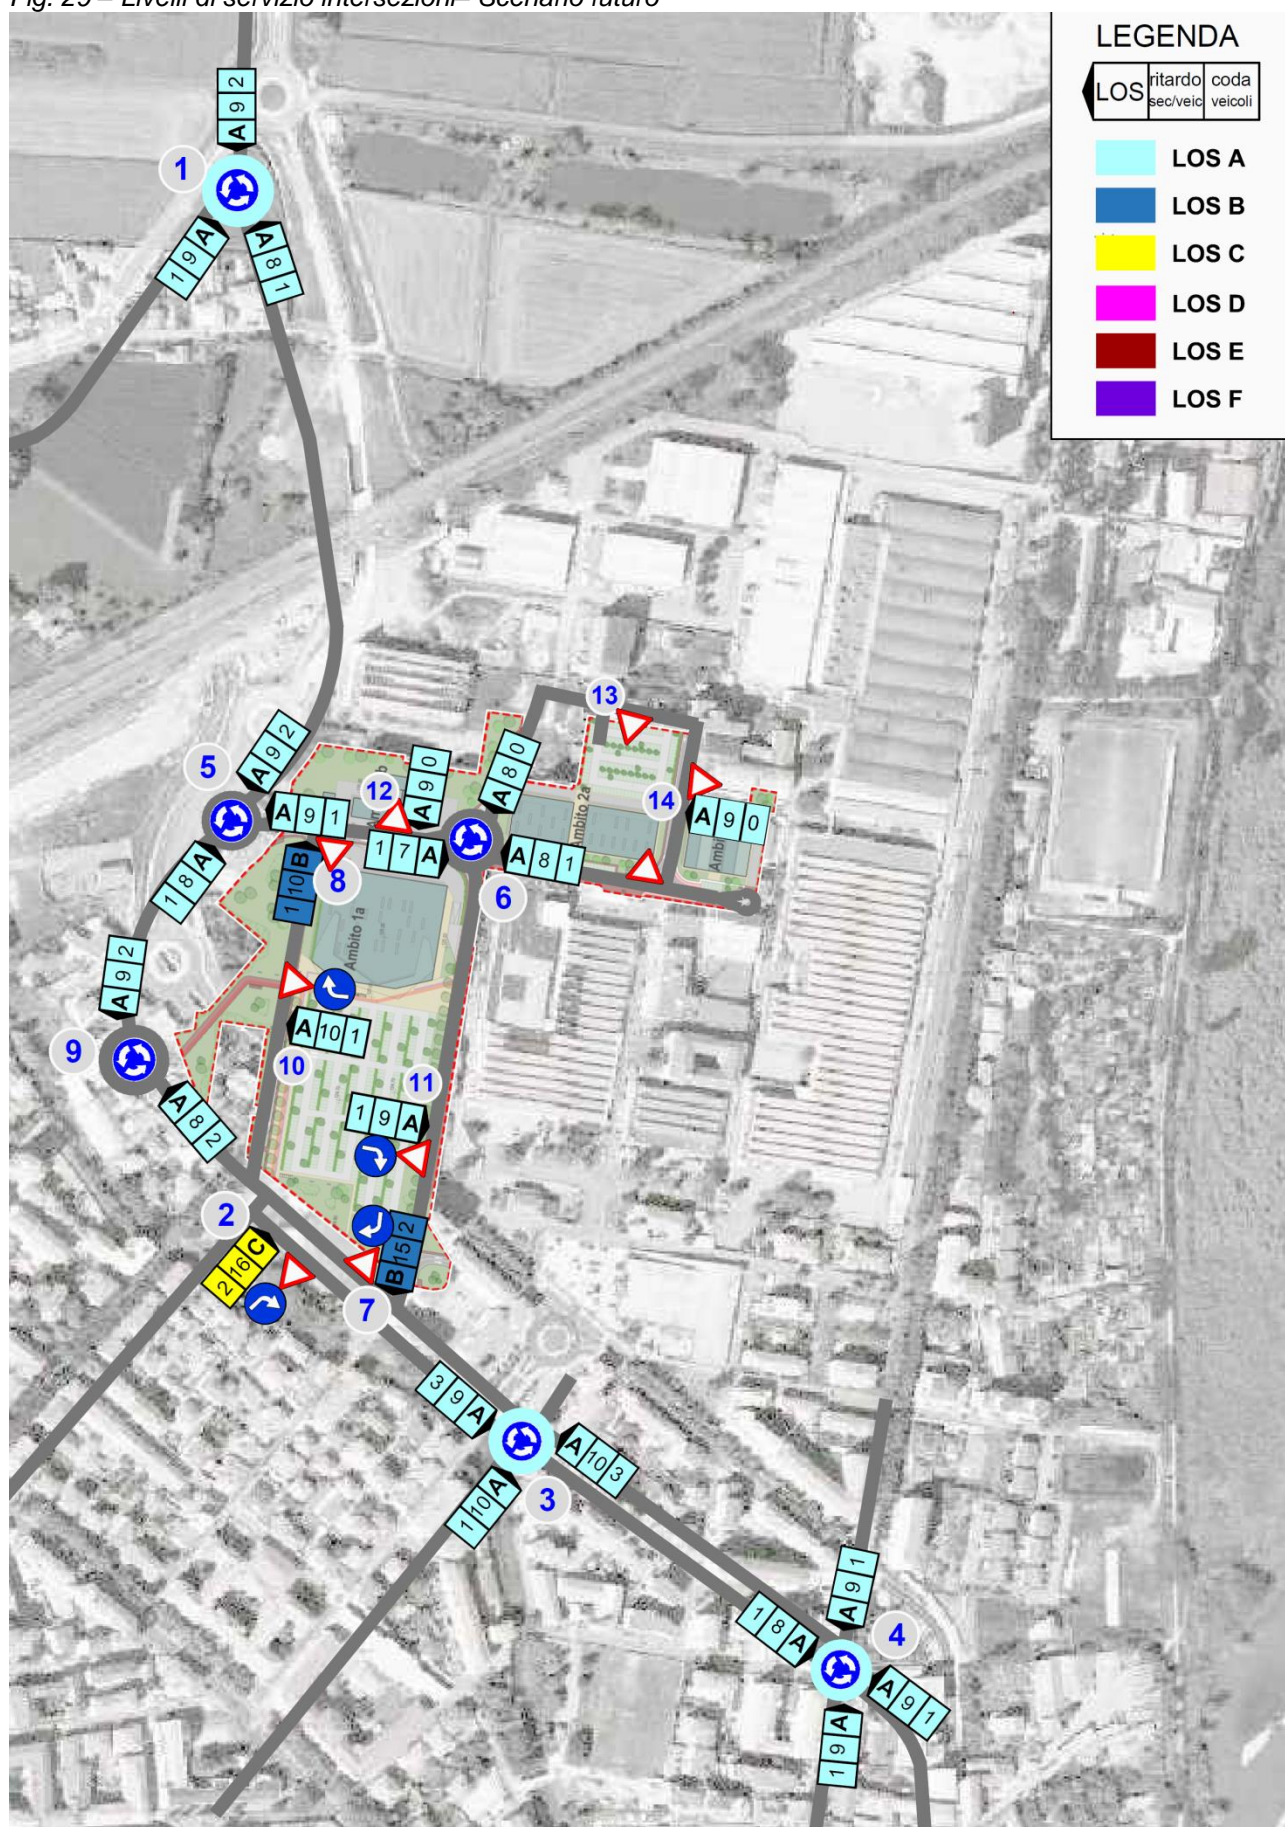 Fig. 29 – Livelli di servizio intersezioni– Scenario futuro
LEGENDA
LOS ritardo sec/veic coda veicoli
LOS A
LOS B
LOS C
LOS D
LOS E
LOS F
A 9 2
1
1 9 A
A 8 1
13
A 9 2
5
A 9 0
A 8 0
12
14
Ambito 2a
A 9 0
A 9 1
1 7 A
A 8 1
1 8 A
8
6
1 10 B
Ambito 1a
A 9 2
A 10 1
9
10
11
1 9 A
A 8 2
2
B 15 2
2 16 C
7
3 9 A
A 10 3
1 10 A
3
A 9 1
1 8 A
4
A 9 1
1 9 A